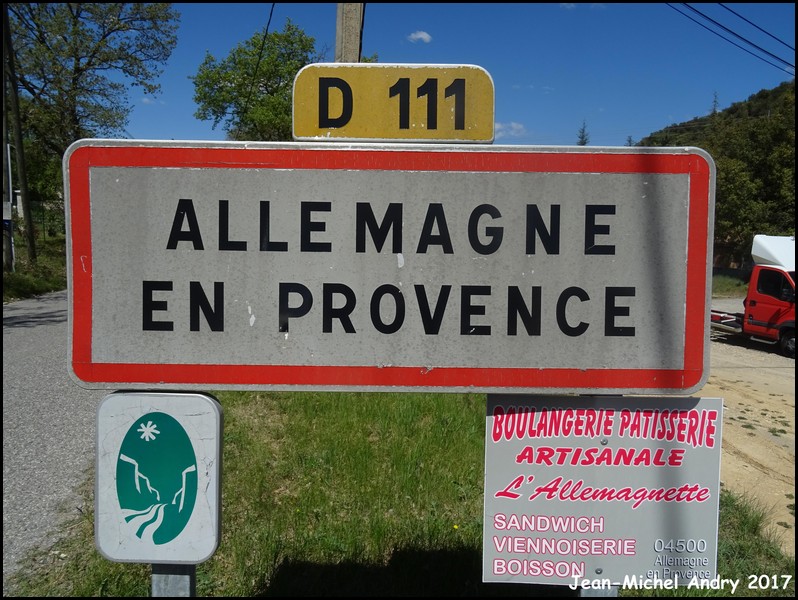 D 111
ALLEMAGNE
EN PROVENCE
BOULANGERIE PATISSERIE
ARTISANALE
L'Allemagnette
SANDWICH
VIENNOISERIE
BOISSON
04500
Allemagne
en Provence
Jean-Michel Andry 2017